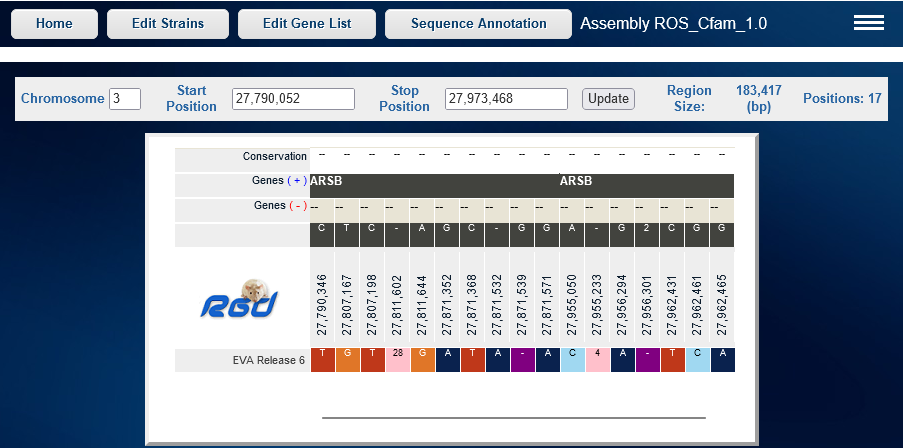 Home Edit Strains Edit Gene List Sequence Annotation Assembly ROS_Cfam_1.0
Chromosome 3 Start Position 27,790,052 Stop Position 27,973,468 Update Region Size: 183,417 (bp) Positions: 17
Conservation -- -- -- -- -- -- -- -- -- -- -- -- -- -- -- -- --
Genes ( + ) ARSB ARSB
Genes ( - ) -- -- -- -- -- -- -- -- -- -- -- -- -- -- -- -- --
C T C - A G C - G G A - G 2 C G G
27,790,346 27,807,167 27,807,198 27,811,602 27,811,644 27,871,352 27,871,368 27,871,532 27,871,539 27,871,571 27,955,050 27,955,233 27,956,294 27,956,301 27,962,431 27,962,461 27,962,465
RGD
EVA Release 6 T G T 28 G A T A - A C 4 A - T C A